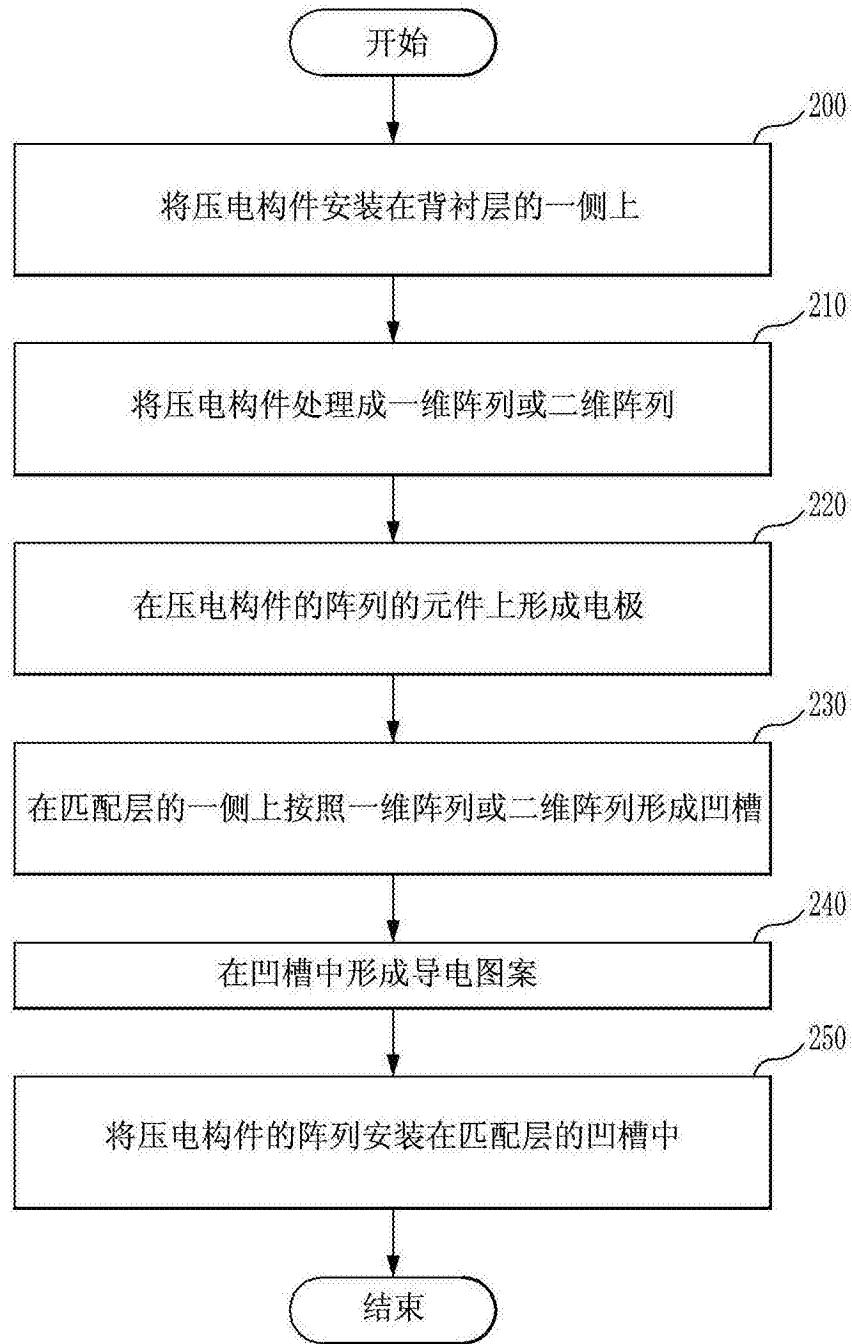 开始
200
将压电构件安装在背衬层的一侧上
210
将压电构件处理成一维阵列或二维阵列
220
在压电构件的阵列的元件上形成电极
230
在匹配层的一侧上按照一维阵列或二维阵列形成凹槽
240
在凹槽中形成导电图案
250
将压电构件的阵列安装在匹配层的凹槽中
结束